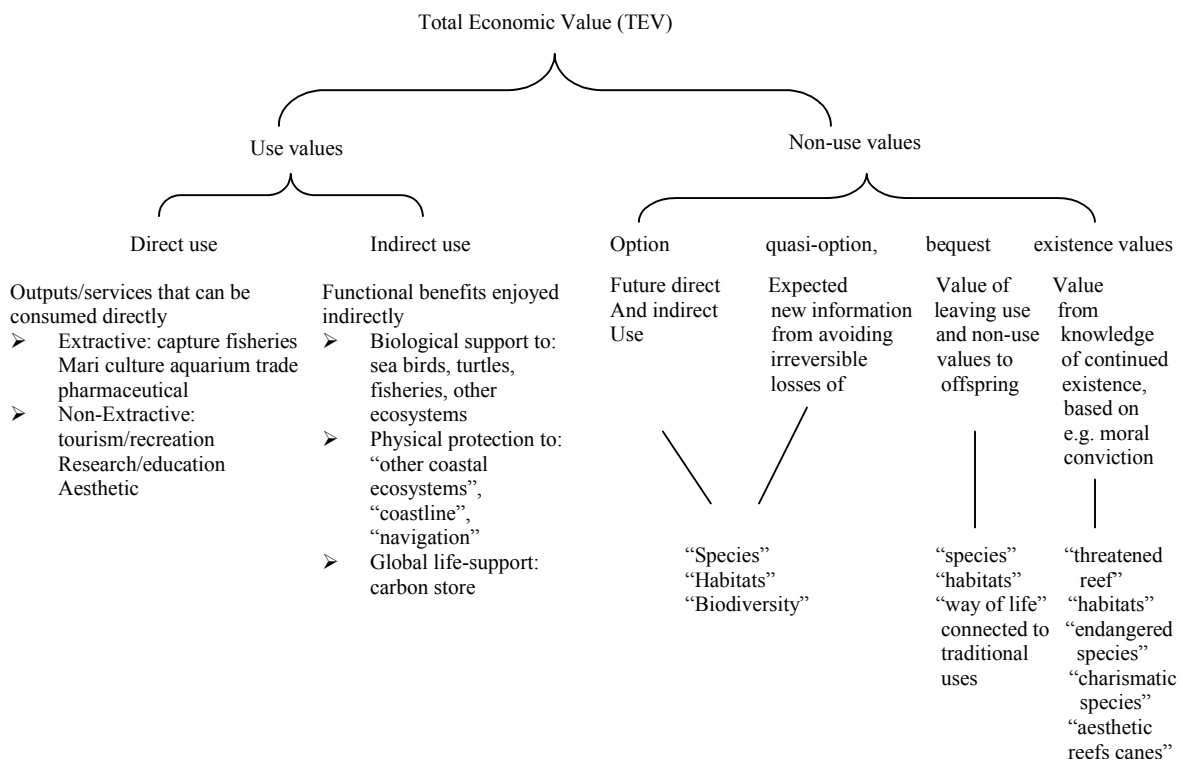 Total Economic Value (TEV)
Use values
Non-use values
Direct use
Indirect use
Option
quasi-option,
bequest
existence values
Outputs/services that can be
consumed directly
➢ Extractive: capture fisheries
Mari culture aquarium trade
pharmaceutical
➢ Non-Extractive:
tourism/recreation
Research/education
Aesthetic
Functional benefits enjoyed
indirectly
➢ Biological support to:
sea birds, turtles,
fisheries, other
ecosystems
➢ Physical protection to:
“other coastal
ecosystems”,
“coastline”,
“navigation”
➢ Global life-support:
carbon store
Future direct
And indirect
Use
Expected
new information
from avoiding
irreversible
losses of
Value of
leaving use
and non-use
values to
offspring
Value
from
knowledge
of continued
existence,
based on
e.g. moral
conviction
“Species”
“Habitats”
“Biodiversity”
“species”
“habitats”
“way of life”
connected to
traditional
uses
“threatened
reef”
“habitats”
“endangered
species”
“charismatic
species”
“aesthetic
reefs canes”